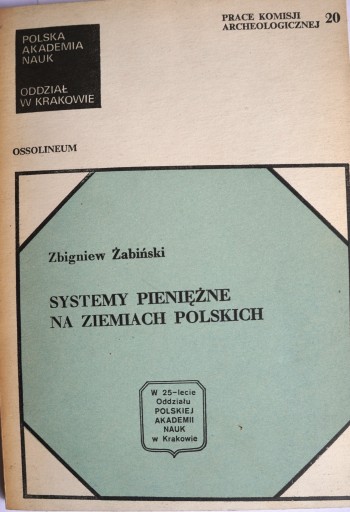 POLSKA
AKADEMIA
NAUK
ODDZIAŁ
W KRAKOWIE
PRACE KOMISJI
ARCHEOLOGICZNEJ 20
OSSOLINEUM
Zbigniew Żabiński
SYSTEMY PIENIĘŻNE
NA ZIEMIACH POLSKICH
W 25-lecie
Oddziału
POLSKIEJ
AKADEMII
NAUK
w Krakowie